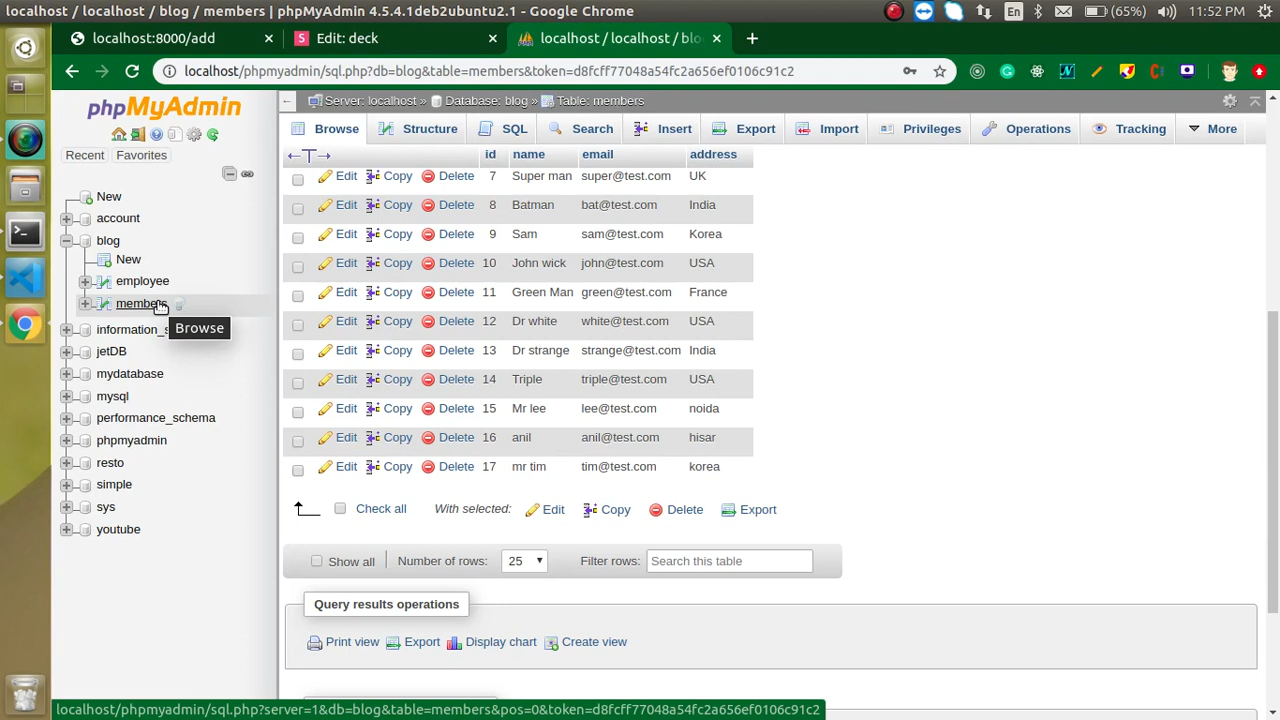 localhost / localhost / blog / members | phpMyAdmin 4.5.4.1deb2ubuntu2.1 - Google Chrome
En
(65%)
11:52 PM
localhost:8000/add
Edit: deck
localhost / localhost / blo
localhost/phpmyadmin/sql.php?db=blog&table=members&token=d8fcff77048a54fc2a656ef0106c91c2
phpMyAdmin
Recent
Favorites
New
account
blog
New
employee
members
Browse
information_s
jetDB
mydatabase
mysql
performance_schema
phpmyadmin
resto
simple
sys
youtube
Server: localhost » Database: blog » Table: members
Browse Structure SQL Search Insert Export Import Privileges Operations Tracking More
id name email address
Edit Copy Delete 7 Super man super@test.com UK
Edit Copy Delete 8 Batman bat@test.com India
Edit Copy Delete 9 Sam sam@test.com Korea
Edit Copy Delete 10 John wick john@test.com USA
Edit Copy Delete 11 Green Man green@test.com France
Edit Copy Delete 12 Dr white white@test.com USA
Edit Copy Delete 13 Dr strange strange@test.com India
Edit Copy Delete 14 Triple triple@test.com USA
Edit Copy Delete 15 Mr lee lee@test.com noida
Edit Copy Delete 16 anil anil@test.com hisar
Edit Copy Delete 17 mr tim tim@test.com korea
Check all With selected: Edit Copy Delete Export
Show all Number of rows: 25 Filter rows: Search this table
Query results operations
Print view Export Display chart Create view
localhost/phpmyadmin/sql.php?server=1&db=blog&table=members&pos=0&token=d8fcff77048a54fc2a656ef0106c91c2